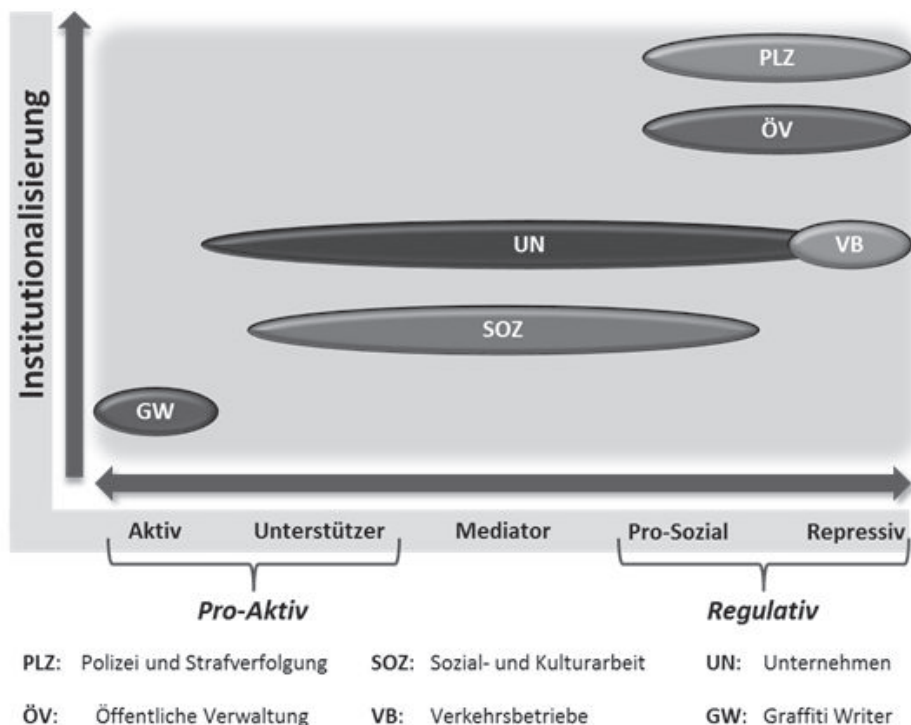 Institutionalisierung
PLZ
ÖV
UN VB
SOZ
GW
Aktiv Unterstützer Mediator Pro-Sozial Repressiv
Pro-Aktiv Regulativ
PLZ: Polizei und Strafverfolgung SOZ: Sozial- und Kulturarbeit UN: Unternehmen
ÖV: Öffentliche Verwaltung VB: Verkehrsbetriebe GW: Graffiti Writer